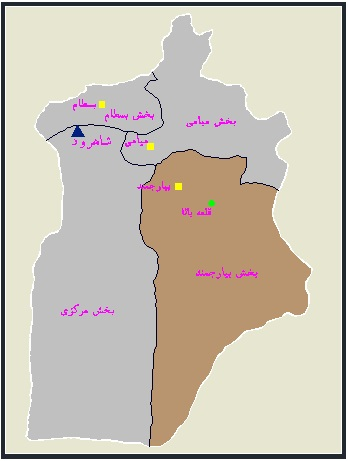 بسطام
بخش بسطام
بخش میامی
شاهرود
میامی
بیارجمند
قلعه بالا
بخش بیارجمند
بخش مرکزی